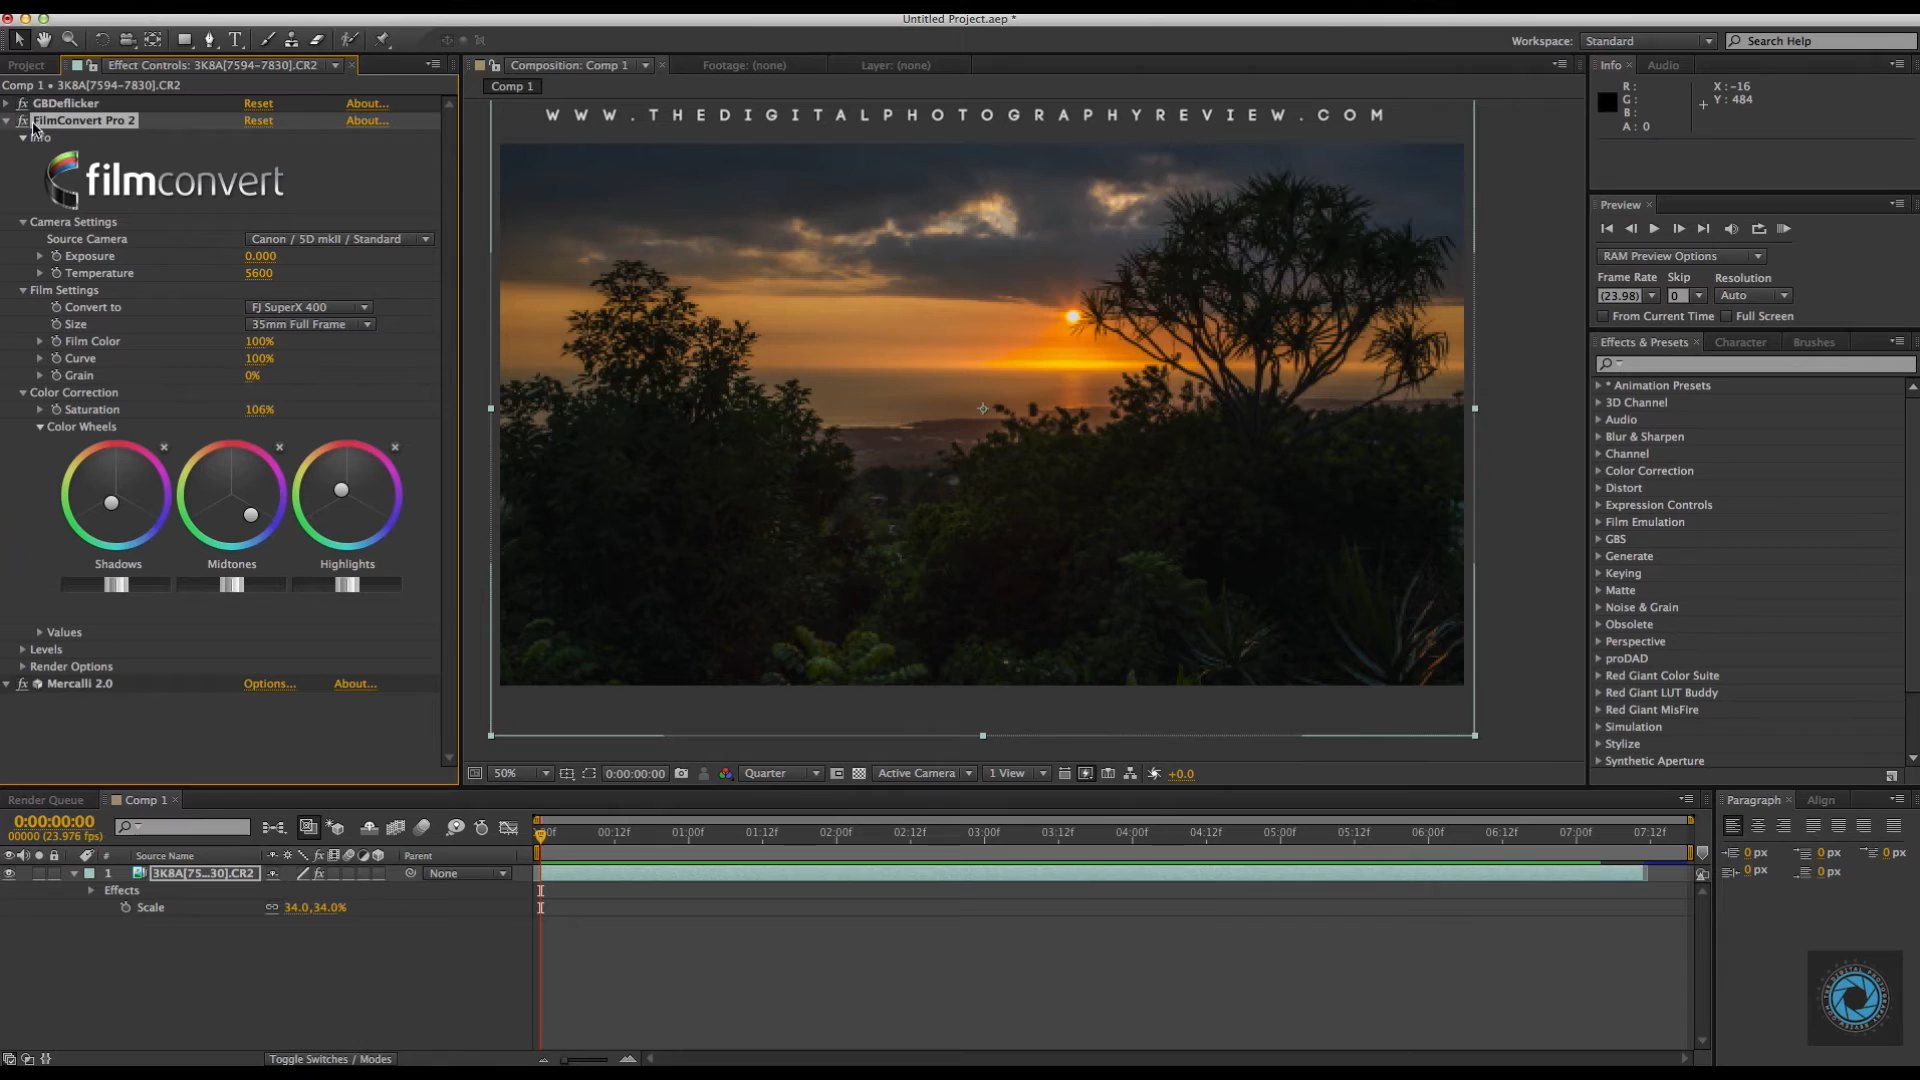 Untitled Project.aep *
Workspace: Standard Search Help
Project Effect Controls: 3K8A[7594-7830].CR2
Comp 1 • 3K8A[7594-7830].CR2
GBDeflicker Reset About...
FilmConvert Pro 2 Reset About...
Info
filmconvert
Camera Settings
Source Camera Canon / 5D mkII / Standard
Exposure 0.000
Temperature 5600
Film Settings
Convert to FJ SuperX 400
Size 35mm Full Frame
Film Color 100%
Curve 100%
Grain 0%
Color Correction
Saturation 106%
Color Wheels
Shadows Midtones Highlights
Values
Levels
Render Options
Mercalli 2.0 Options... About...
Composition: Comp 1 Footage: (none) Layer: (none)
Comp 1
WWW.THEDIGITALPHOTOGRAPHYREVIEW.COM
50% 0:00:00:00 Quarter Active Camera 1 View +0.0
Info Audio
R: X: -16
G: Y: 484
B:
A: 0
Preview
RAM Preview Options
Frame Rate Skip Resolution
(23.98) 0 Auto
From Current Time Full Screen
Effects & Presets Character Brushes
* Animation Presets
3D Channel
Audio
Blur & Sharpen
Channel
Color Correction
Distort
Expression Controls
Film Emulation
GBS
Generate
Keying
Matte
Noise & Grain
Obsolete
Perspective
proDAD
Red Giant Color Suite
Red Giant LUT Buddy
Red Giant MisFire
Simulation
Stylize
Synthetic Aperture
Render Queue Comp 1
0:00:00:00
00000 (23.976 fps)
# Source Name Parent
1 3K8A[75...30].CR2 None
Effects
Scale 34.0,34.0%
00:12f 01:00f 01:12f 02:00f 02:12f 03:00f 03:12f 04:00f 04:12f 05:00f 05:12f 06:00f 06:12f 07:00f 07:12f
Toggle Switches / Modes
Paragraph Align
0 px 0 px 0 px
0 px 0 px